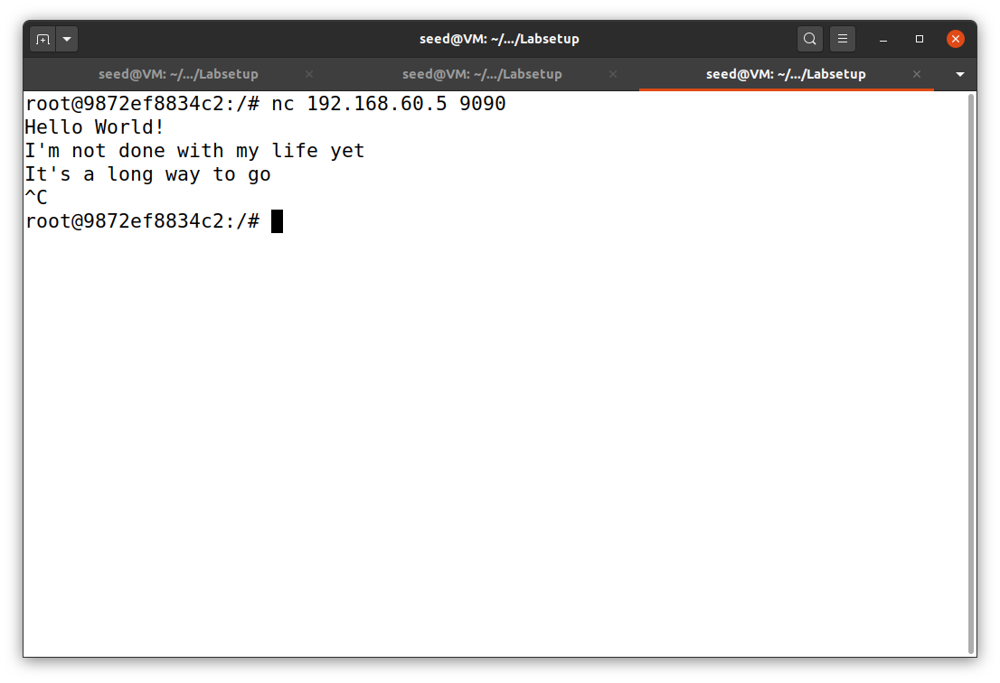 seed@VM: ~/.../Labsetup
seed@VM: ~/.../Labsetup
seed@VM: ~/.../Labsetup
seed@VM: ~/.../Labsetup
root@9872ef8834c2:/# nc 192.168.60.5 9090
Hello World!
I'm not done with my life yet
It's a long way to go
^C
root@9872ef8834c2:/#